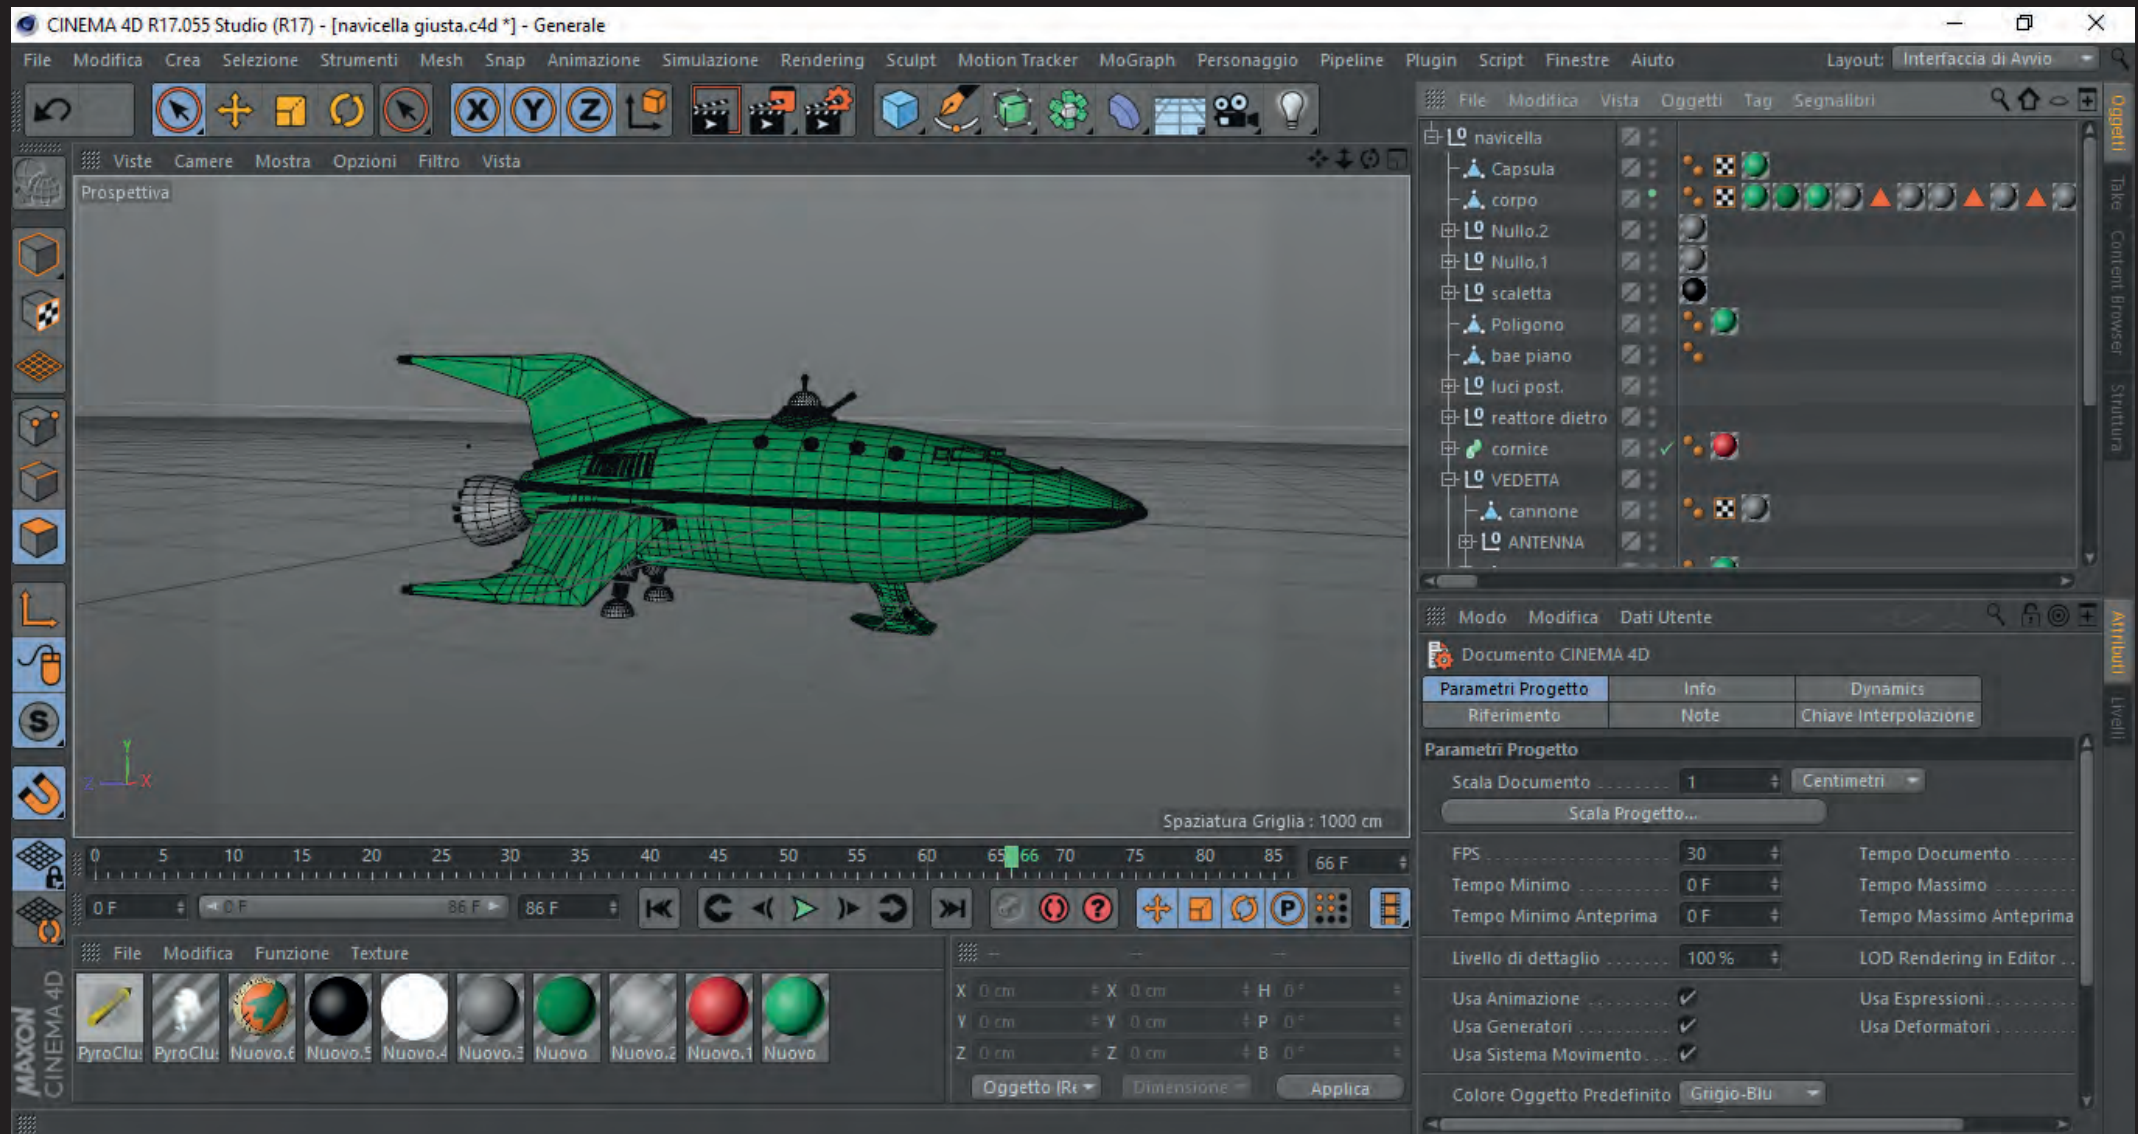 CINEMA 4D R17.055 Studio (R17) - [navicella giusta.c4d *] - Generale
File Modifica Crea Selezione Strumenti Mesh Snap Animazione Simulazione Rendering Sculpt Motion Tracker MoGraph Personaggio Pipeline Plugin Script Finestre Aiuto Layout: Interfaccia di Avvio
X Y Z
File Modifica Vista Oggetti Tag Segnalibri
Viste Camere Mostra Opzioni Filtro Vista
Prospettiva
navicella
Capsula
corpo
Nullo.2
Nullo.1
scaletta
Poligono
bae piano
luci post.
reattore dietro
cornice
VEDETTA
cannone
ANTENNA
Oggetti
Take
Content Browser
Struttura
S
Y
Z X
Spaziatura Griglia : 1000 cm
Modo Modifica Dati Utente
Documento CINEMA 4D
Parametri Progetto Info Dynamics
Riferimento Note Chiave Interpolazione
Parametri Progetto
Scala Documento 1 Centimetri
Scala Progetto...
FPS 30 Tempo Documento
Tempo Minimo 0 F Tempo Massimo
Tempo Minimo Anteprima 0 F Tempo Massimo Anteprima
Livello di dettaglio 100 % LOD Rendering in Editor
Usa Animazione Usa Espressioni
Usa Generatori Usa Deformatori
Usa Sistema Movimento
Colore Oggetto Predefinito Grigio-Blu
Attributi
Livelli
0 5 10 15 20 25 30 35 40 45 50 55 60 65 66 70 75 80 85 66 F
0 F 0 F 86 F 86 F ? P
File Modifica Funzione Texture
PyroClu: PyroClu: Nuovo.6 Nuovo.5 Nuovo.4 Nuovo.3 Nuovo Nuovo.2 Nuovo.1 Nuovo
-- -- --
X 0 cm X 0 cm H 0 °
Y 0 cm Y 0 cm P 0 °
Z 0 cm Z 0 cm B 0 °
Oggetto (Re Dimensione Applica
MAXON
CINEMA 4D